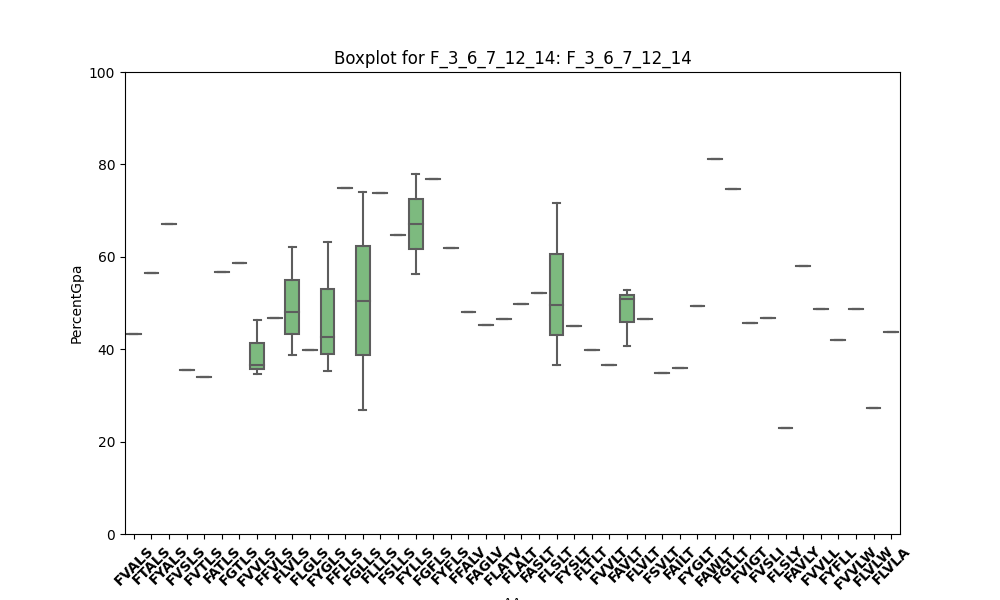 Boxplot for F_3_6_7_12_14: F_3_6_7_12_14
100
80
60
40
20
0
PercentGpa
FVALS
FTALS
FYALS
FVSLS
FVTLS
FATLS
FGTLS
FVVLS
FFVLS
FLVLS
FLGLS
FYGLS
FFLLS
FGLLS
FLLLS
FSLLS
FYLLS
FGFLS
FYFLS
FFALV
FAGLV
FLATV
FLALT
FASLT
FLSLT
FYSLT
FLTLT
FVVLT
FAVLT
FLVLT
FSVLT
FAILT
FYGLT
FAWLT
FGLLT
FVIGT
FVSLI
FLSLY
FAVLY
FVVLL
FYFLL
FVVLW
FLVLW
FLVLA